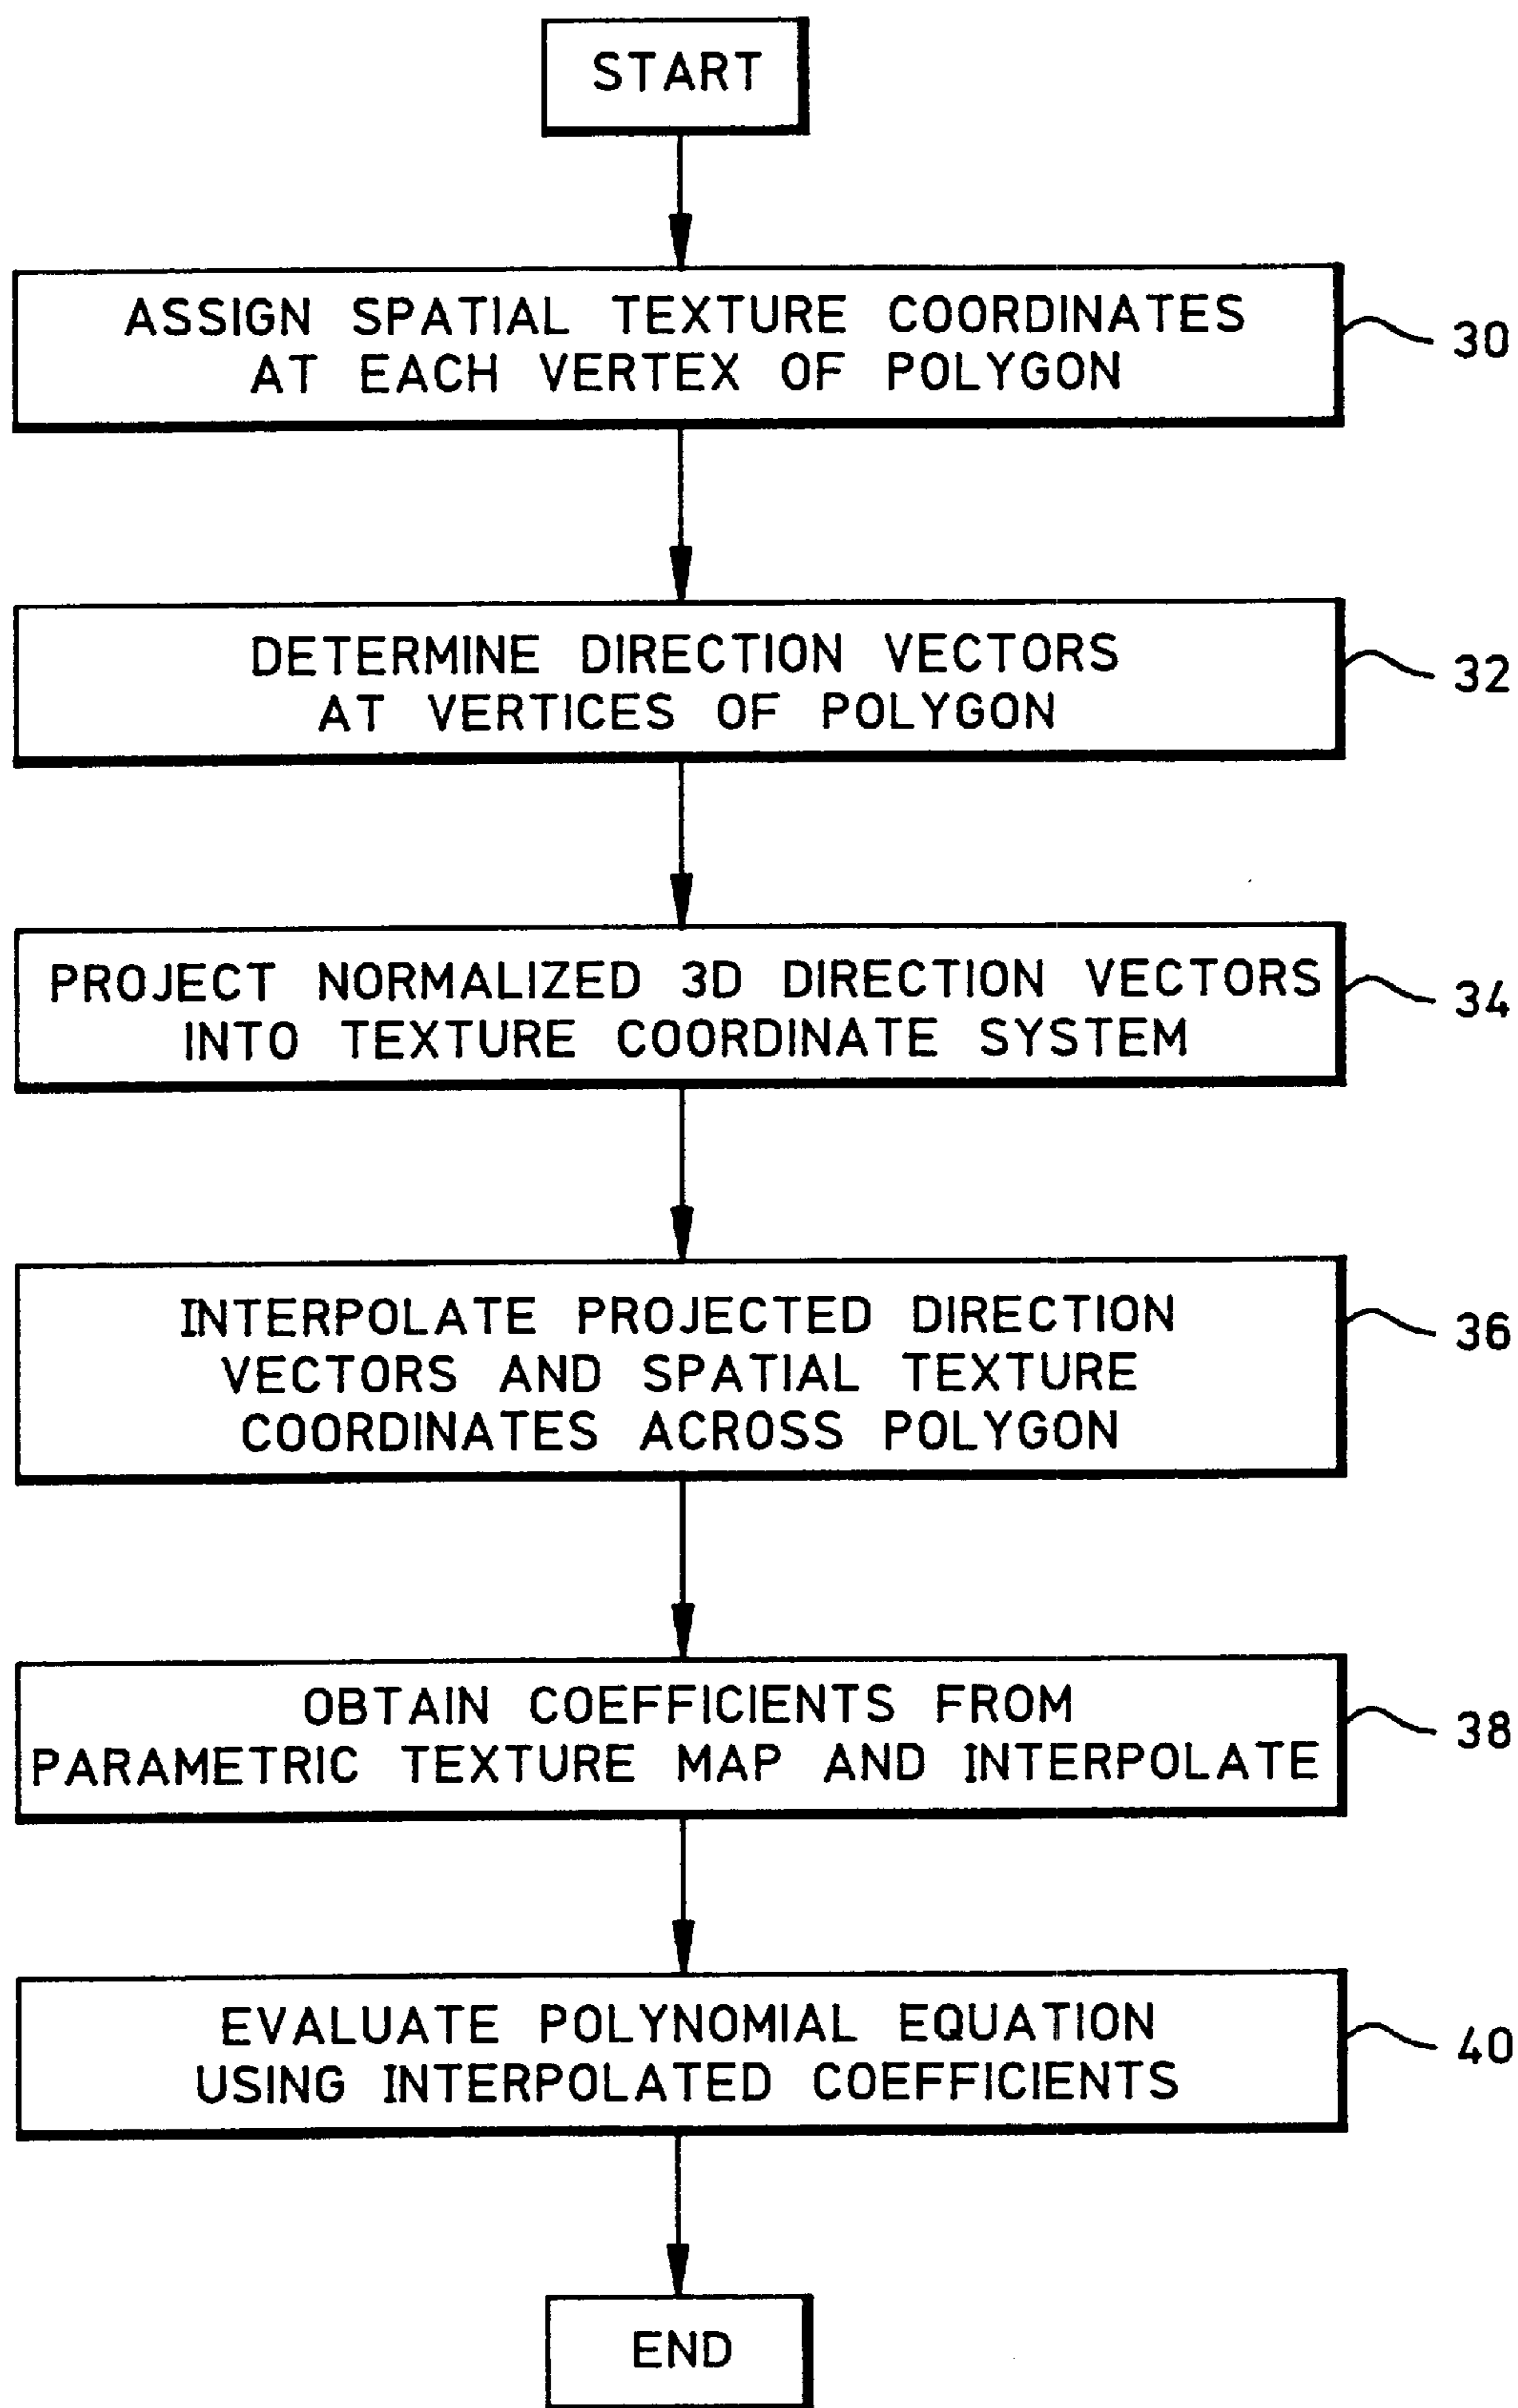 START
ASSIGN SPATIAL TEXTURE COORDINATES
AT EACH VERTEX OF POLYGON
30
DETERMINE DIRECTION VECTORS
AT VERTICES OF POLYGON
32
PROJECT NORMALIZED 3D DIRECTION VECTORS
INTO TEXTURE COORDINATE SYSTEM
34
INTERPOLATE PROJECTED DIRECTION
VECTORS AND SPATIAL TEXTURE
COORDINATES ACROSS POLYGON
36
OBTAIN COEFFICIENTS FROM
PARAMETRIC TEXTURE MAP AND INTERPOLATE
38
EVALUATE POLYNOMIAL EQUATION
USING INTERPOLATED COEFFICIENTS
40
END